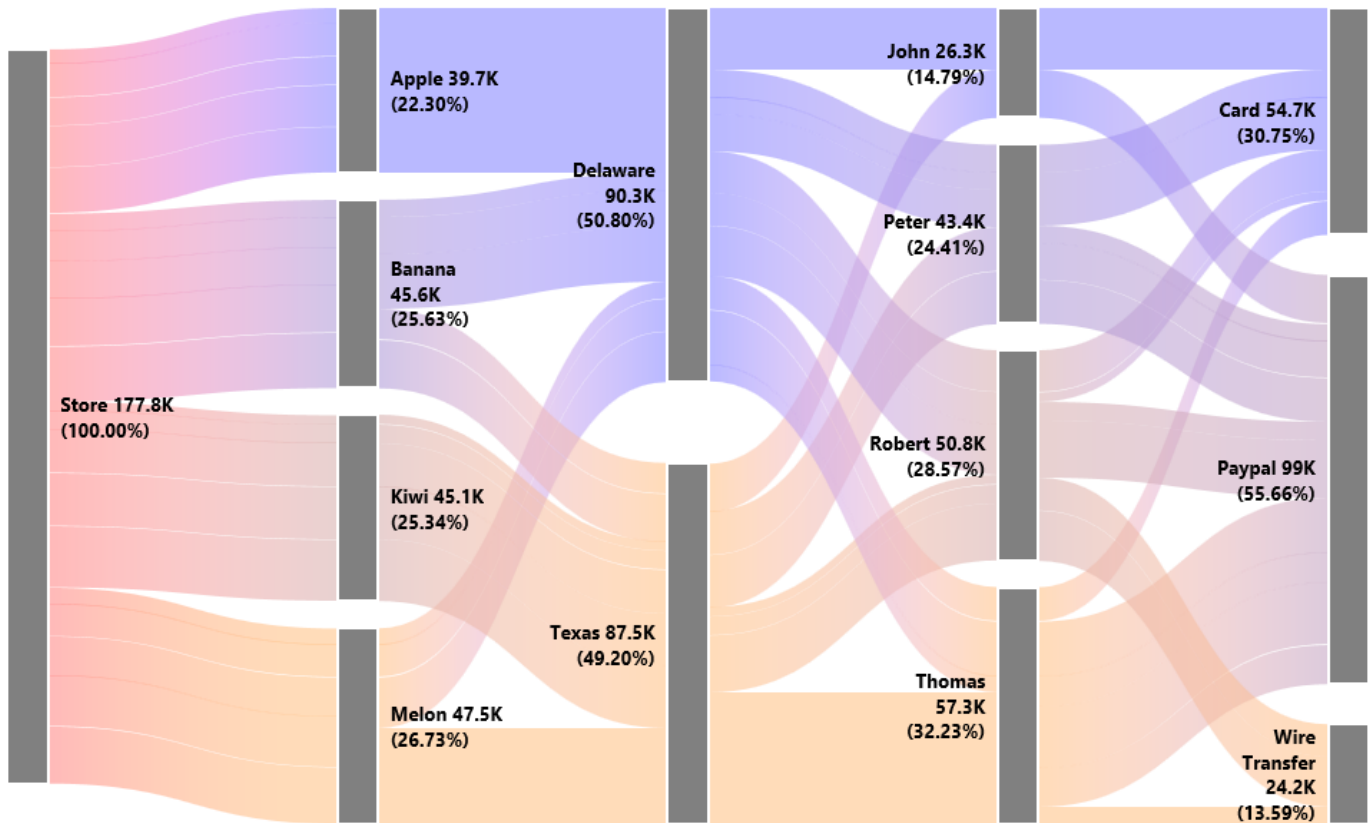 Store 177.8K
(100.00%)
Apple 39.7K
(22.30%)
Banana
45.6K
(25.63%)
Kiwi 45.1K
(25.34%)
Melon 47.5K
(26.73%)
Delaware
90.3K
(50.80%)
Texas 87.5K
(49.20%)
John 26.3K
(14.79%)
Peter 43.4K
(24.41%)
Robert 50.8K
(28.57%)
Thomas
57.3K
(32.23%)
Card 54.7K
(30.75%)
Paypal 99K
(55.66%)
Wire
Transfer
24.2K
(13.59%)